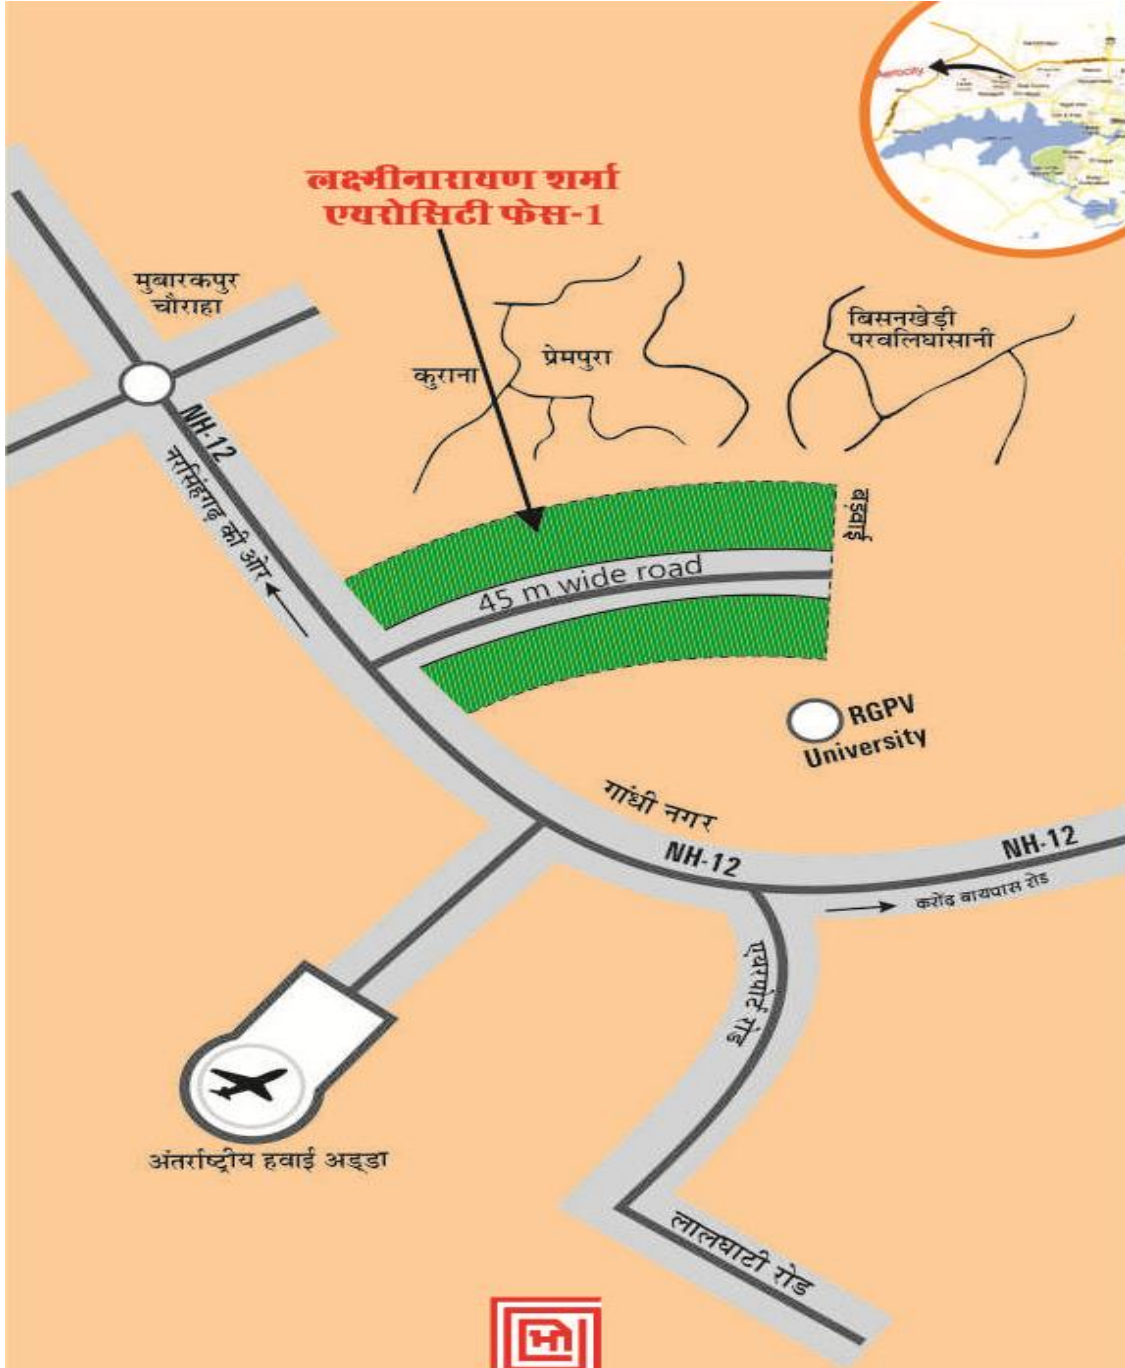 Aerocity
लक्ष्मीनारायण शर्मा
एयरोसिटी फेस-1
मुबारकपुर
चौराहा
बिसनखेड़ी
परवलिघांसानी
प्रेमपुरा
कुराना
NH-12
नरसिंहगढ़ की ओर
बड़वाई
45 m wide road
RGPV
University
गांधी नगर
NH-12
NH-12
करोंद बायपास रोड
एयरपोर्ट रोड
अंतर्राष्ट्रीय हवाई अड्डा
लालघाटी रोड
भो